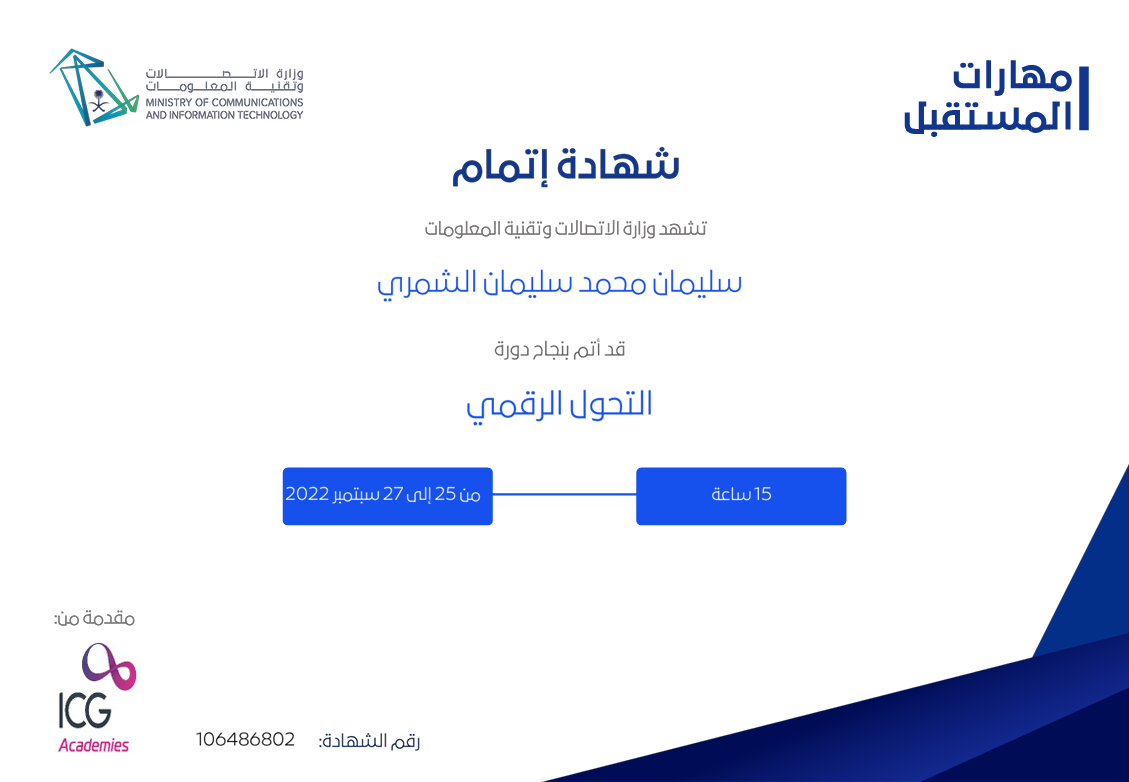 مهارات
المستقبل
وزارة الاتصالات
وتقنية المعلومات
MINISTRY OF COMMUNICATIONS
AND INFORMATION TECHNOLOGY
شهادة إتمام
تشهد وزارة الاتصالات وتقنية المعلومات
سليمان محمد سليمان الشمري
قد أتم بنجاح دورة
التحول الرقمي
15 ساعة
من 25 إلى 27 سبتمبر 2022
مقدمة من:
ICG
Academies
رقم الشهادة: 106486802